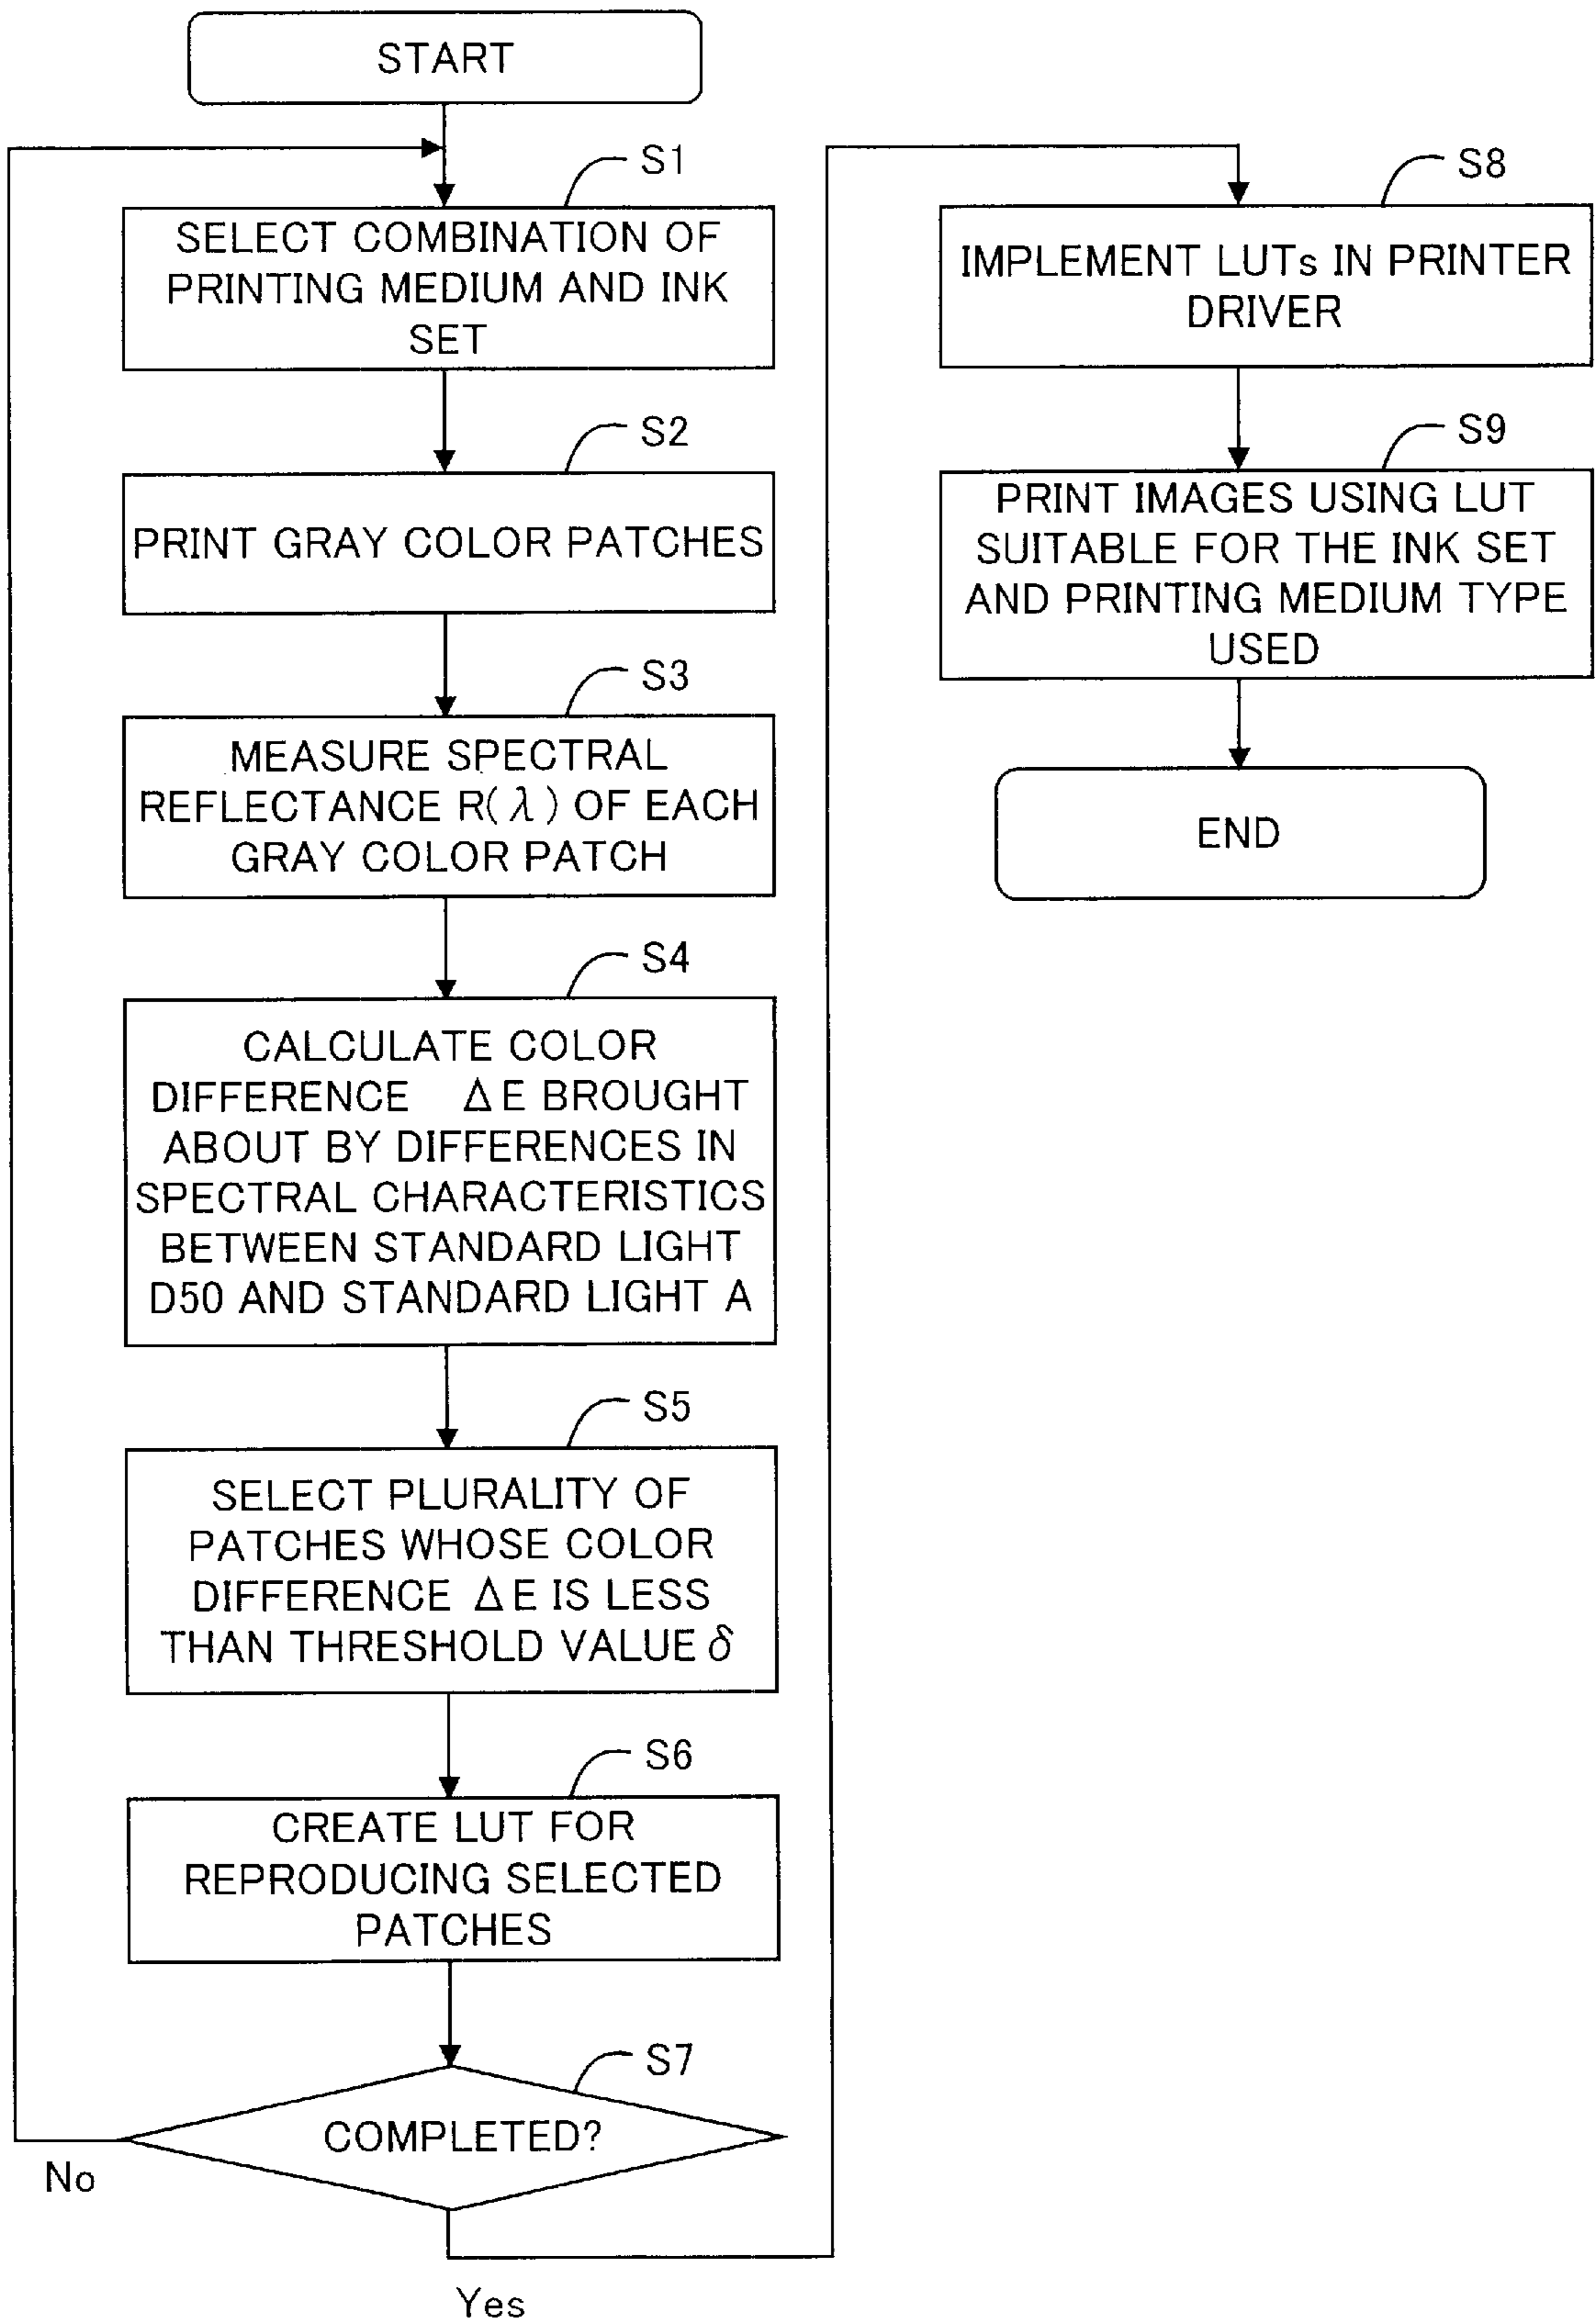 START
S1
SELECT COMBINATION OF
PRINTING MEDIUM AND INK
SET
S2
PRINT GRAY COLOR PATCHES
S3
MEASURE SPECTRAL
REFLECTANCE R(λ) OF EACH
GRAY COLOR PATCH
S4
CALCULATE COLOR
DIFFERENCE ΔE BROUGHT
ABOUT BY DIFFERENCES IN
SPECTRAL CHARACTERISTICS
BETWEEN STANDARD LIGHT
D50 AND STANDARD LIGHT A
S5
SELECT PLURALITY OF
PATCHES WHOSE COLOR
DIFFERENCE ΔE IS LESS
THAN THRESHOLD VALUE δ
S6
CREATE LUT FOR
REPRODUCING SELECTED
PATCHES
S7
COMPLETED?
No
Yes
S8
IMPLEMENT LUTs IN PRINTER
DRIVER
S9
PRINT IMAGES USING LUT
SUITABLE FOR THE INK SET
AND PRINTING MEDIUM TYPE
USED
END